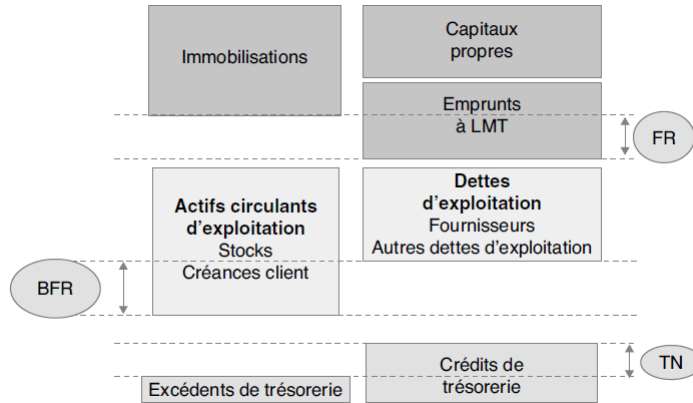 Immobilisations
Capitaux
propres
Emprunts
à LMT
FR
Actifs circulants
d'exploitation
Stocks
Créances client
Dettes
d'exploitation
Fournisseurs
Autres dettes d'exploitation
BFR
Excédents de trésorerie
Crédits de
trésorerie
TN